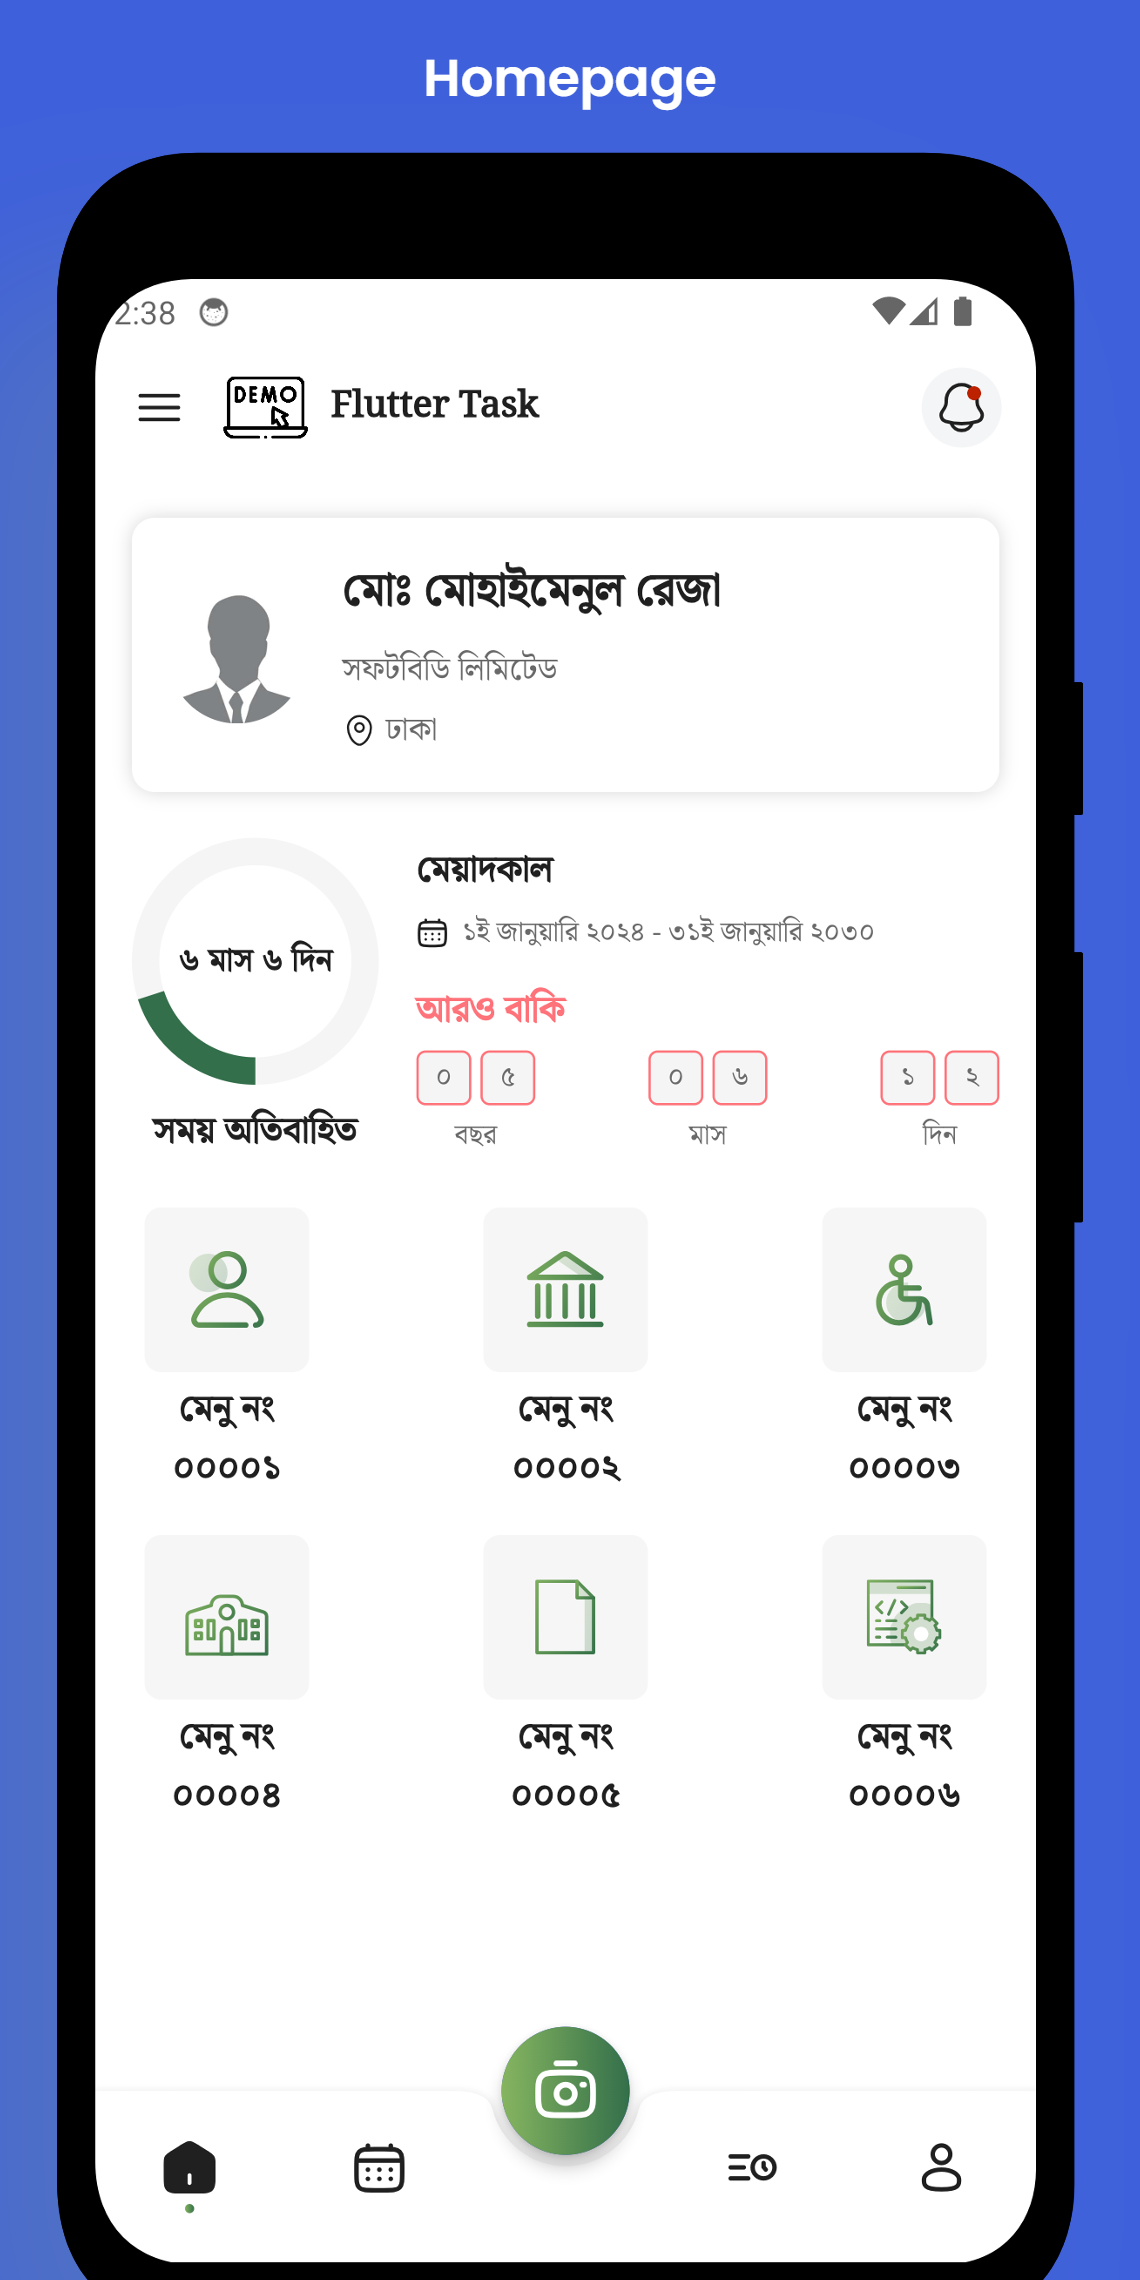 Homepage
2:38
DEMO
Flutter Task
মোঃ মোহাইমেনুল রেজা
সফটবিডি লিমিটেড
ঢাকা
৬ মাস ৬ দিন
সময় অতিবাহিত
মেয়াদকাল
১ই জানুয়ারি ২০২৪ - ৩১ই জানুয়ারি ২০৩০
আরও বাকি
০ ৫ ০ ৬ ১ ২
বছর মাস দিন
মেনু নং মেনু নং মেনু নং
০০০০১ ০০০০২ ০০০০৩
মেনু নং মেনু নং মেনু নং
০০০০৪ ০০০০৫ ০০০০৬